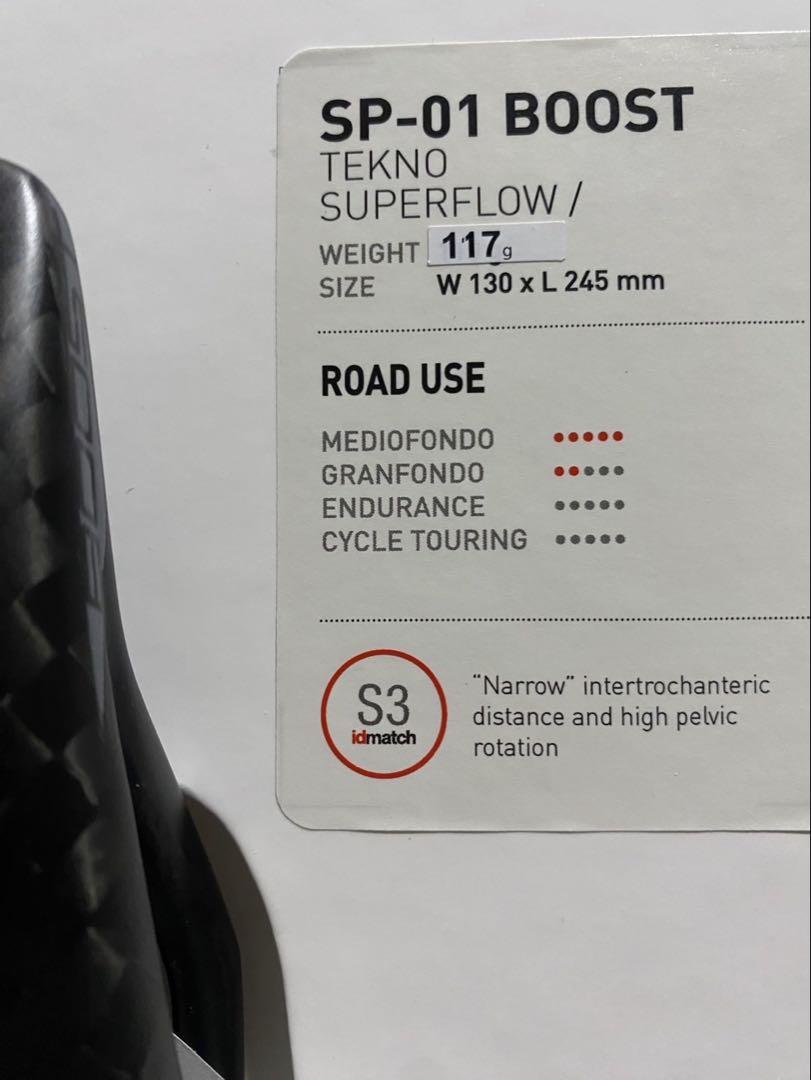 SP-01 BOOST
TEKNO
SUPERFLOW /
WEIGHT 117g
SIZE W 130 x L 245 mm
ROAD USE
MEDIOFONDO
GRANFONDO
ENDURANCE
CYCLE TOURING
S3
idmatch
“Narrow” intertrochanteric
distance and high pelvic
rotation
BOOST